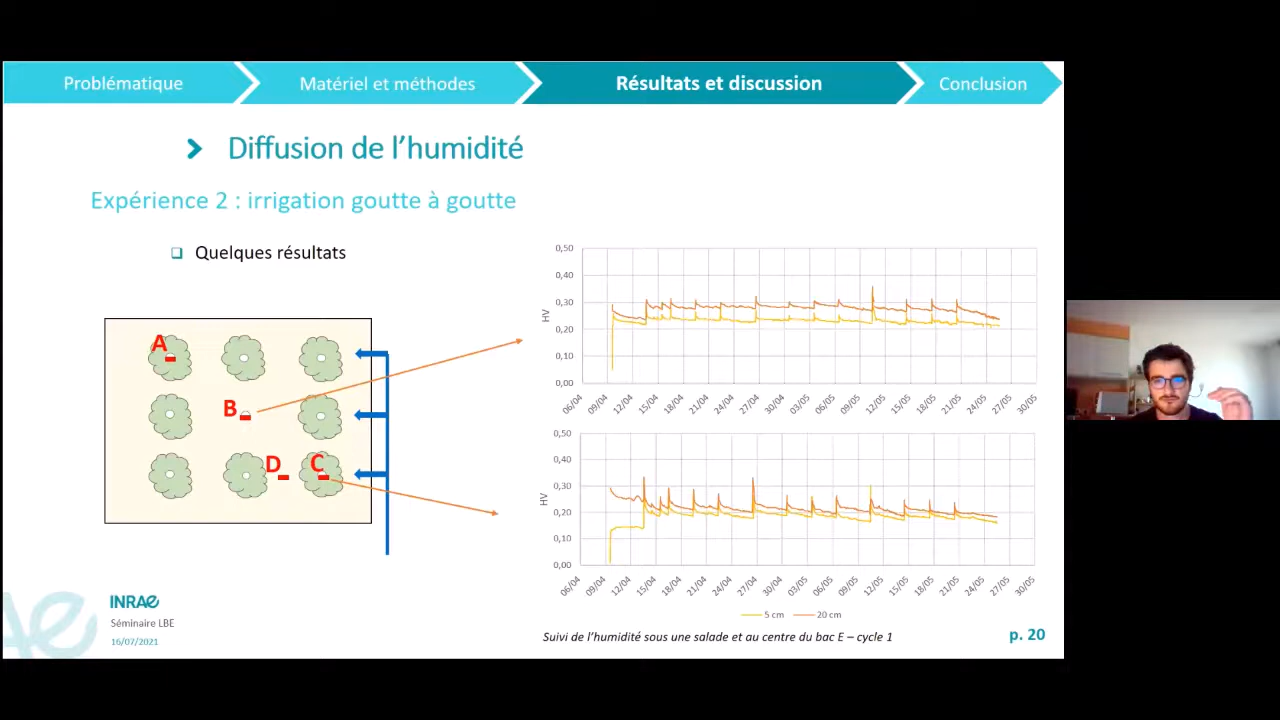 Problématique
Matériel et méthodes
Résultats et discussion
Conclusion
Diffusion de l’humidité
Expérience 2 : irrigation goutte à goutte
Quelques résultats
A
B
D
C
0,50
0,40
0,30
0,20
0,10
0,00
HV
06/04
09/04
12/04
15/04
18/04
21/04
24/04
27/04
30/04
03/05
06/05
09/05
12/05
15/05
18/05
21/05
24/05
27/05
30/05
0,50
0,40
0,30
0,20
0,10
0,00
HV
06/04
09/04
12/04
15/04
18/04
21/04
24/04
27/04
30/04
03/05
06/05
09/05
12/05
15/05
18/05
21/05
24/05
27/05
30/05
5 cm
20 cm
Suivi de l’humidité sous une salade et au centre du bac E – cycle 1
INRAE
Séminaire LBE
16/07/2021
p. 20